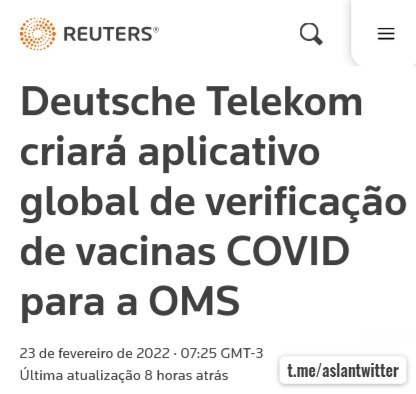 REUTERS®
Deutsche Telekom
criará aplicativo
global de verificação
de vacinas COVID
para a OMS
23 de fevereiro de 2022 · 07:25 GMT-3
Última atualização 8 horas atrás
t.me/aslantwitter